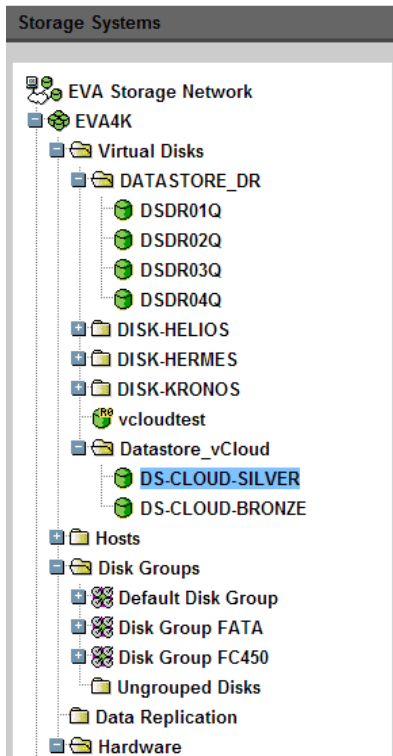 Storage Systems
EVA Storage Network
EVA4K
Virtual Disks
DATASTORE_DR
DSDR01Q
DSDR02Q
DSDR03Q
DSDR04Q
DISK-HELIOS
DISK-HERMES
DISK-KRONOS
R0 vcloudtest
Datastore_vCloud
DS-CLOUD-SILVER
DS-CLOUD-BRONZE
Hosts
Disk Groups
Default Disk Group
Disk Group FATA
Disk Group FC450
Ungrouped Disks
Data Replication
Hardware